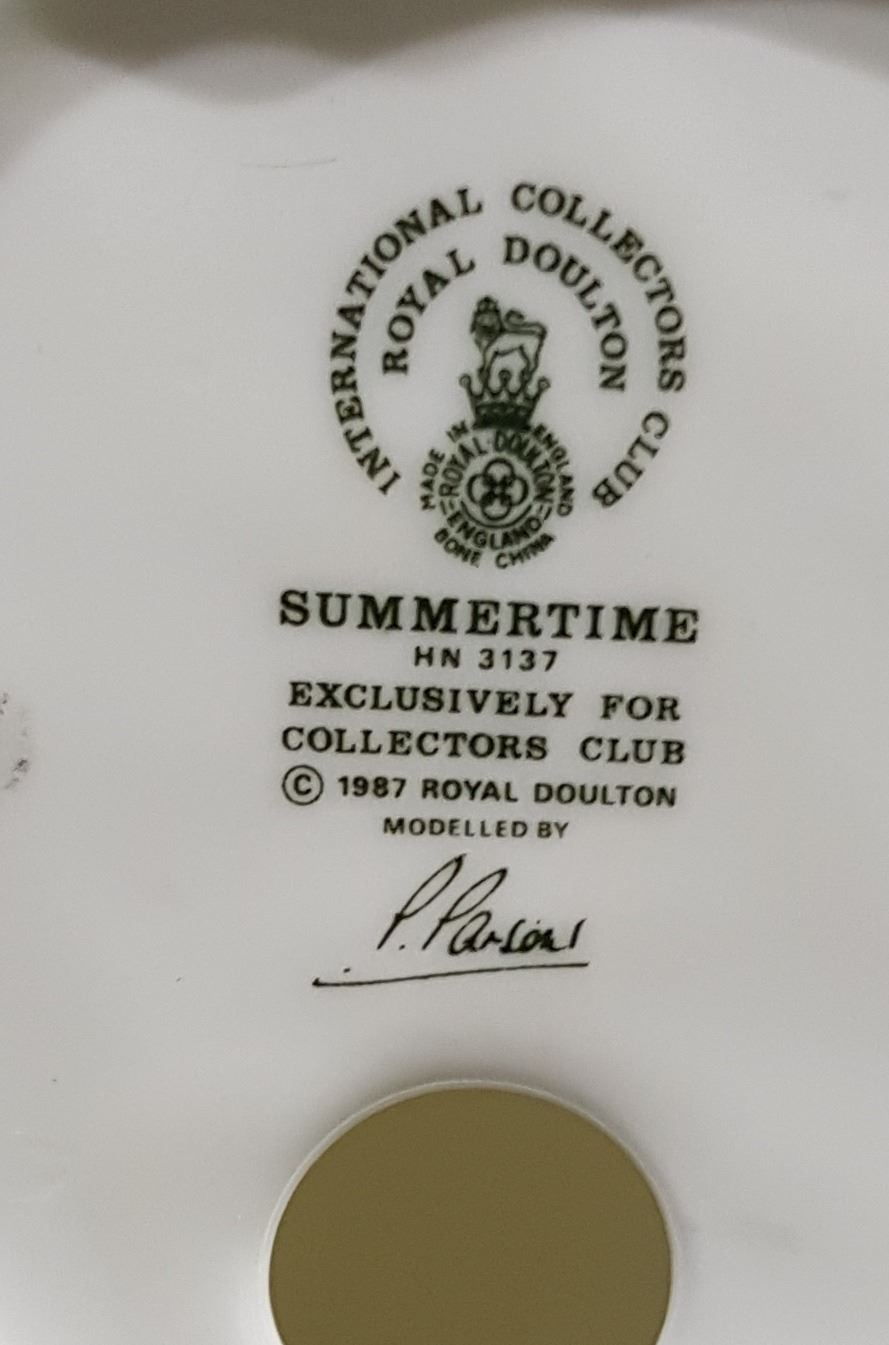 INTERNATIONAL COLLECTORS CLUB
ROYAL DOULTON
MADE IN ENGLAND
ROYAL·DOULTON
ENGLAND
BONE CHINA
SUMMERTIME
HN 3137
EXCLUSIVELY FOR
COLLECTORS CLUB
© 1987 ROYAL DOULTON
MODELLED BY
P. Parsons